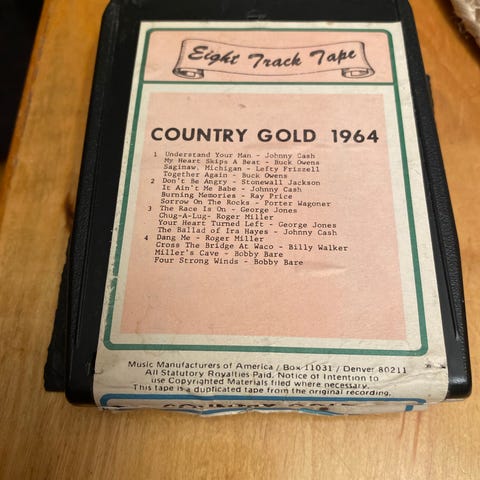 Eight Track Tape
COUNTRY GOLD 1964
1 Understand Your Man - Johnny Cash
My Heart Skips A Beat - Buck Owens
Saginaw, Michigan - Lefty Friszell
Together Again - Buck Owens
2 Don't Be Angry - Stonewall Jackson
It Ain't Me Babe - Johnny Cash
Burning Memories - Ray Price
Sorrow On The Rocks - Porter Wagoner
3 The Race Is On - George Jones
Chug-A-Lug - Roger Miller
Your Heart Turned Left - George Jones
The Ballad of Ira Hayes - Johnny Cash
4 Dang Me - Roger Miller
Cross The Bridge At Waco - Billy Walker
Miller's Cave - Bobby Bare
Four Strong Winds - Bobby Bare
Music Manufacturers of America / Box 11031 / Denver 80211
All Statutory Royalties Paid. Notice of Intention to
use Copyrighted Materials filed where necessary.
This tape is a duplicated tape from the original recording.